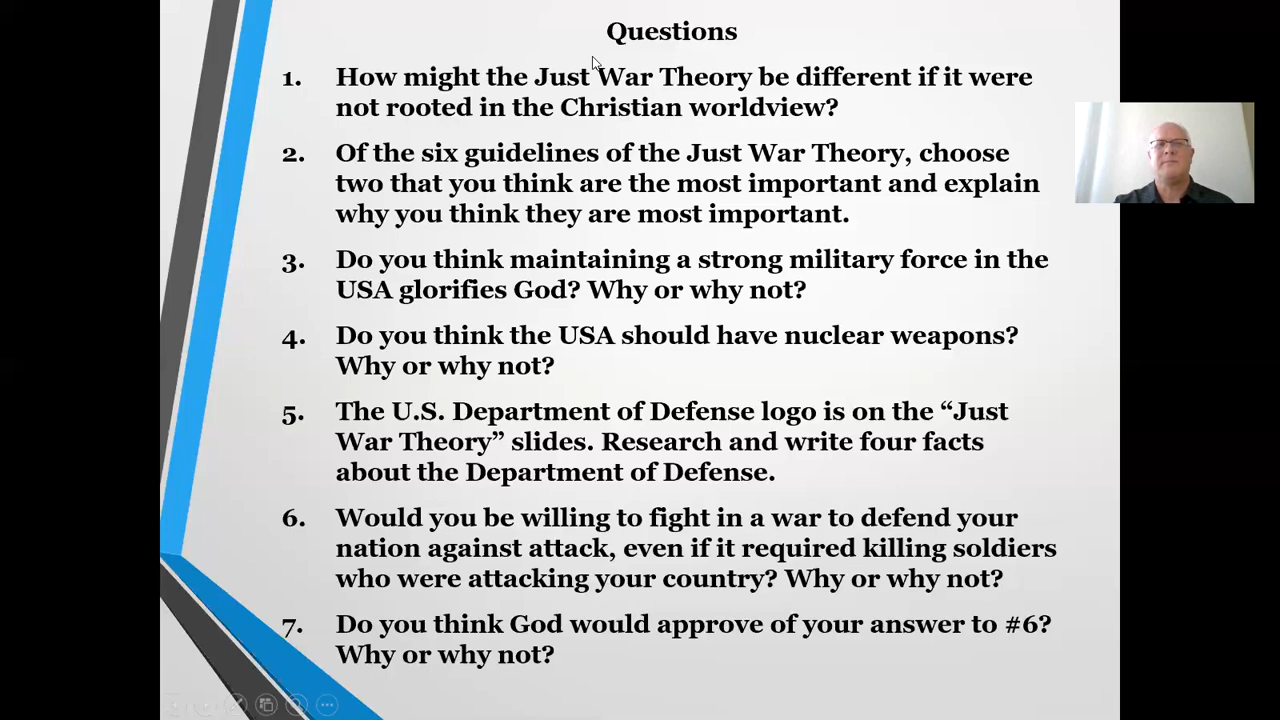 Questions
1. How might the Just War Theory be different if it were
not rooted in the Christian worldview?
2. Of the six guidelines of the Just War Theory, choose
two that you think are the most important and explain
why you think they are most important.
3. Do you think maintaining a strong military force in the
USA glorifies God? Why or why not?
4. Do you think the USA should have nuclear weapons?
Why or why not?
5. The U.S. Department of Defense logo is on the “Just
War Theory” slides. Research and write four facts
about the Department of Defense.
6. Would you be willing to fight in a war to defend your
nation against attack, even if it required killing soldiers
who were attacking your country? Why or why not?
7. Do you think God would approve of your answer to #6?
Why or why not?